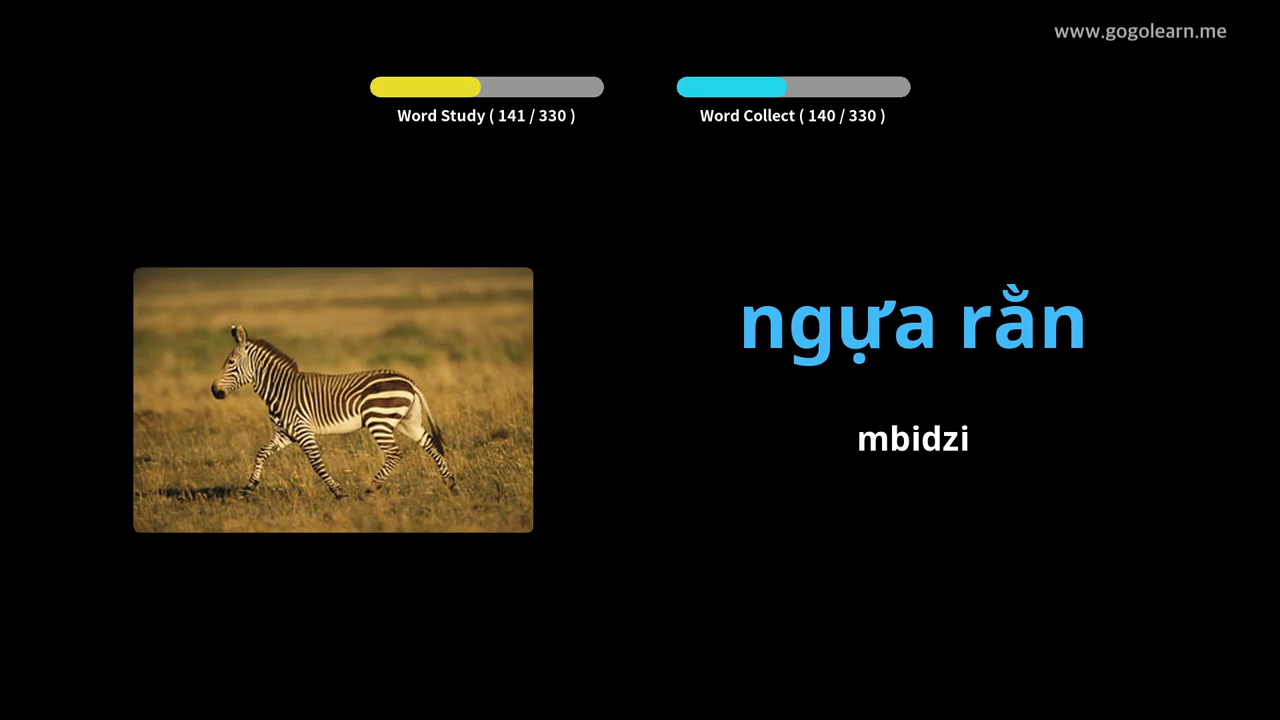 www.gogolearn.me
Word Study ( 141 / 330 )
Word Collect ( 140 / 330 )
ngựa rằn
mbidzi